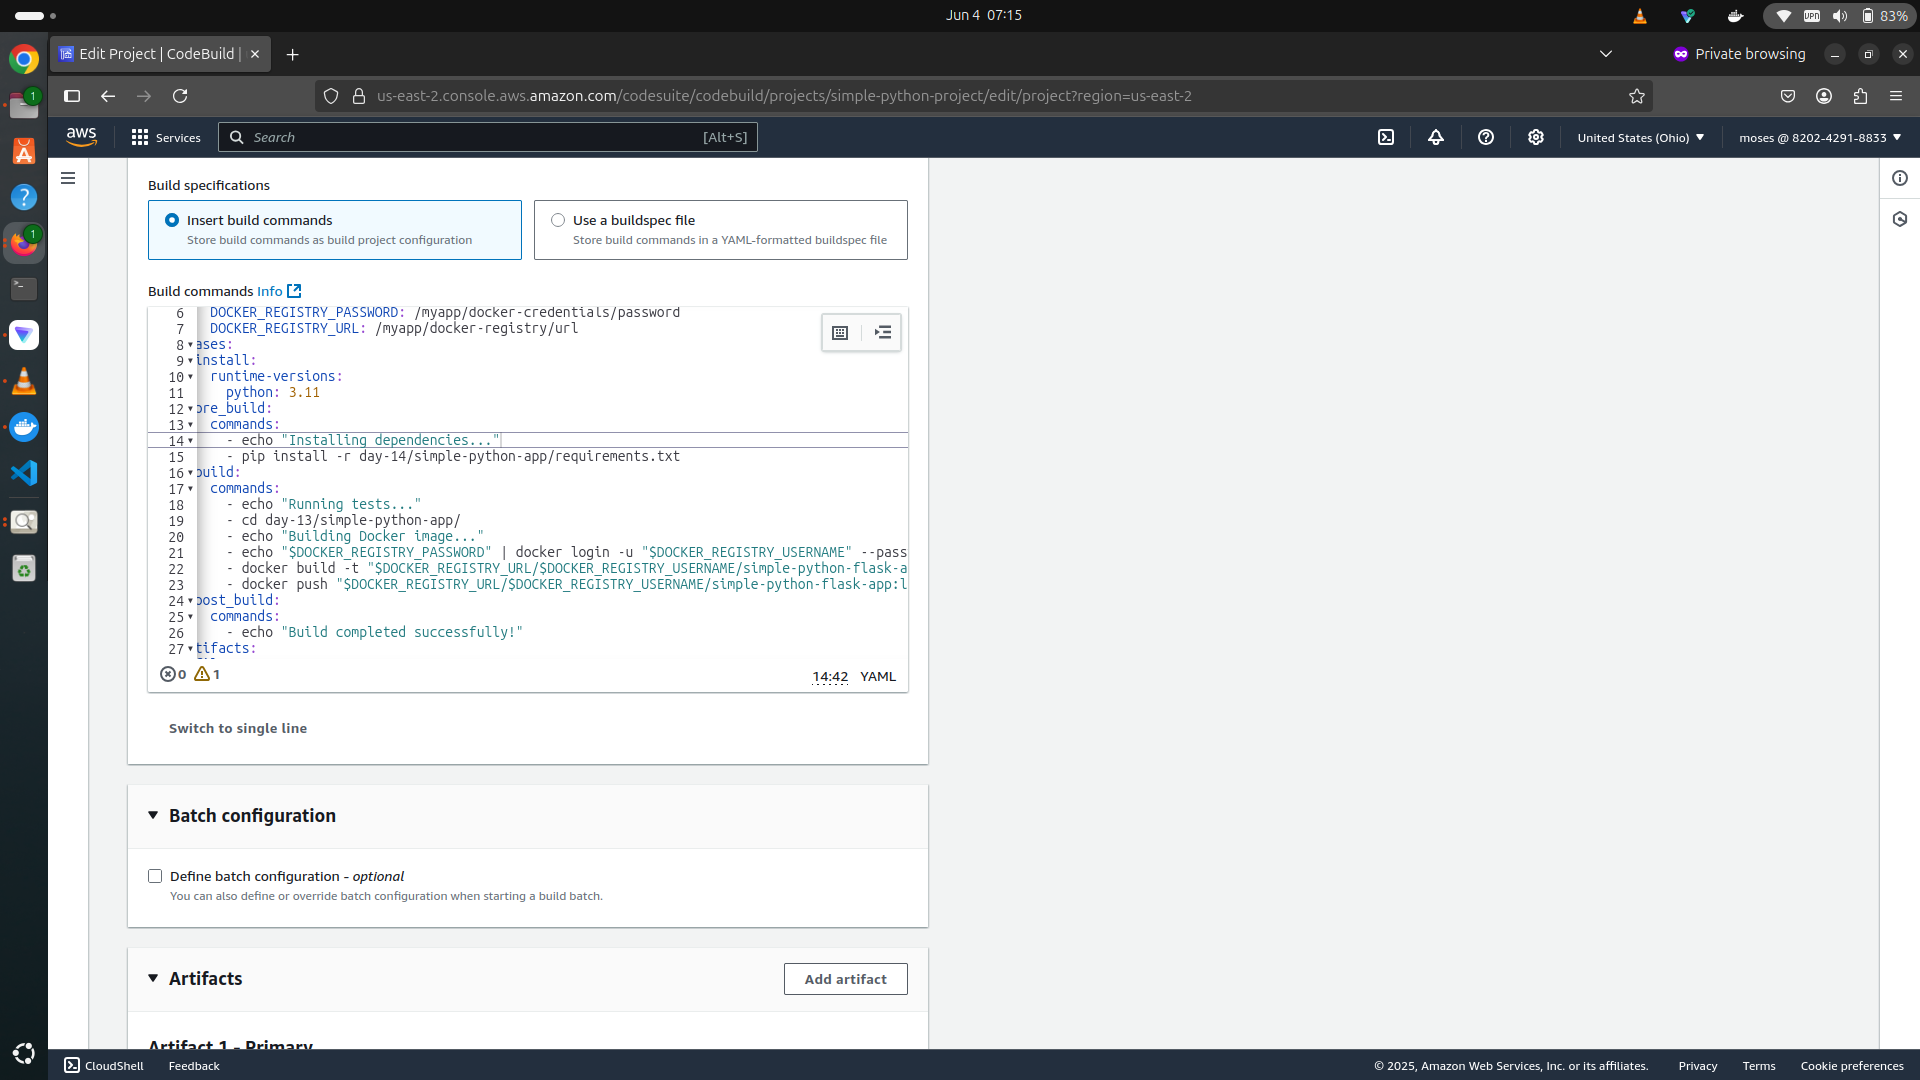 Jun 4 07:15
83%
Edit Project | CodeBuild |
Private browsing
us-east-2.console.aws.amazon.com/codesuite/codebuild/projects/simple-python-project/edit/project?region=us-east-2
aws
Services
Search
[Alt+S]
United States (Ohio)
moses @ 8202-4291-8833
Build specifications
Insert build commands
Store build commands as build project configuration
Use a buildspec file
Store build commands in a YAML-formatted buildspec file
Build commands Info
6 DOCKER_REGISTRY_PASSWORD: /myapp/docker-credentials/password
7 DOCKER_REGISTRY_URL: /myapp/docker-registry/url
8 ases:
9 install:
10 runtime-versions:
11 python: 3.11
12 pre_build:
13 commands:
14 - echo "Installing dependencies..."
15 - pip install -r day-14/simple-python-app/requirements.txt
16 build:
17 commands:
18 - echo "Running tests..."
19 - cd day-13/simple-python-app/
20 - echo "Building Docker image..."
21 - echo "$DOCKER_REGISTRY_PASSWORD" | docker login -u "$DOCKER_REGISTRY_USERNAME" --pass
22 - docker build -t "$DOCKER_REGISTRY_URL/$DOCKER_REGISTRY_USERNAME/simple-python-flask-a
23 - docker push "$DOCKER_REGISTRY_URL/$DOCKER_REGISTRY_USERNAME/simple-python-flask-app:l
24 post_build:
25 commands:
26 - echo "Build completed successfully!"
27 tifacts:
0 1
14:42 YAML
Switch to single line
Batch configuration
Define batch configuration - optional
You can also define or override batch configuration when starting a build batch.
Artifacts
Add artifact
Artifact 1 - Primary
CloudShell
Feedback
© 2025, Amazon Web Services, Inc. or its affiliates.
Privacy
Terms
Cookie preferences